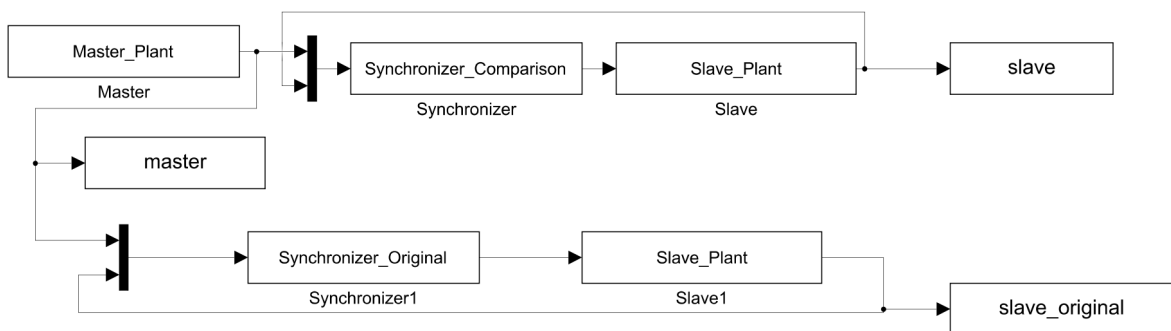 Master_Plant
Master
Synchronizer_Comparison
Synchronizer
Slave_Plant
Slave
slave
master
Synchronizer_Original
Synchronizer1
Slave_Plant
Slave1
slave_original